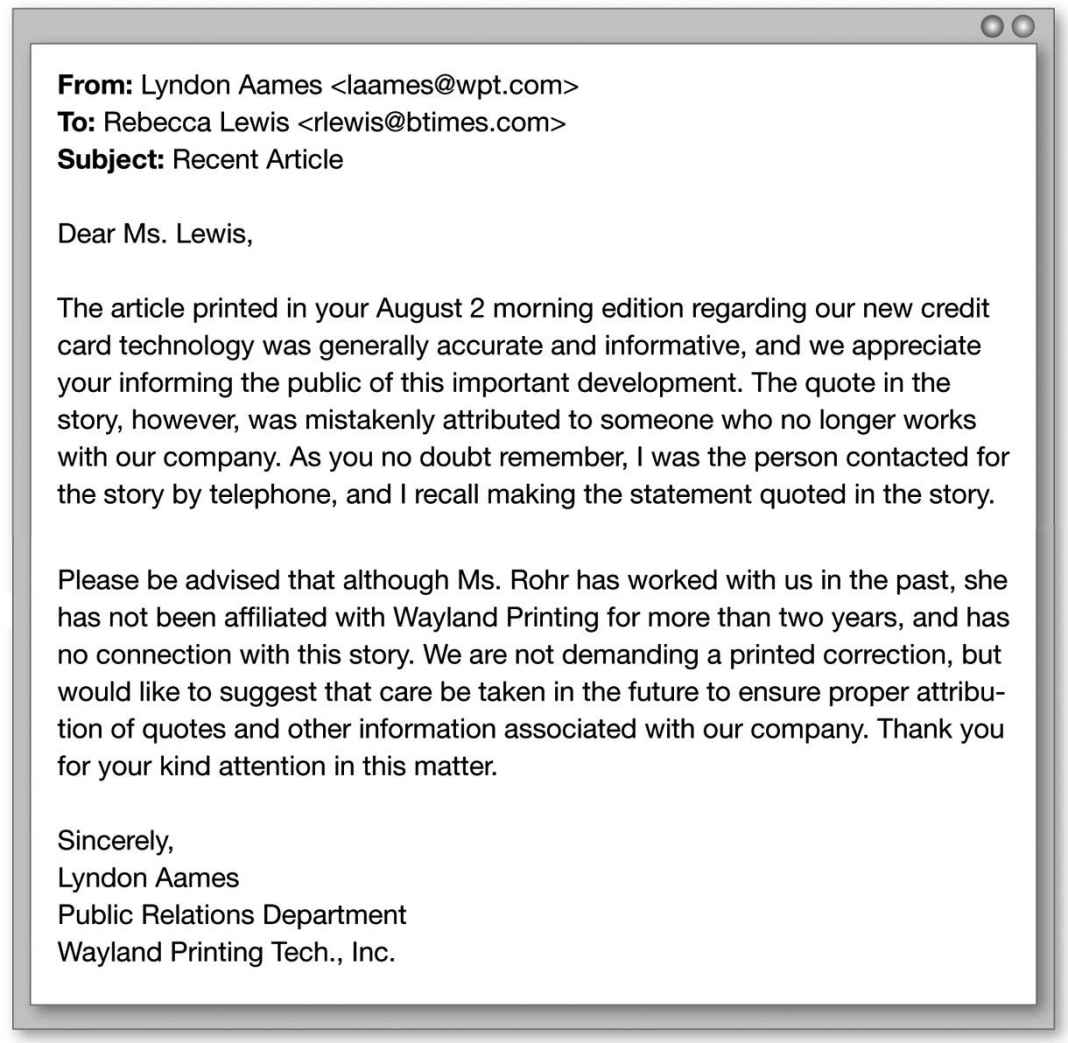 From: Lyndon Aames <laames@wpt.com>
To: Rebecca Lewis <rlewis@btimes.com>
Subject: Recent Article
Dear Ms. Lewis,
The article printed in your August 2 morning edition regarding our new credit
card technology was generally accurate and informative, and we appreciate
your informing the public of this important development. The quote in the
story, however, was mistakenly attributed to someone who no longer works
with our company. As you no doubt remember, I was the person contacted for
the story by telephone, and I recall making the statement quoted in the story.
Please be advised that although Ms. Rohr has worked with us in the past, she
has not been affiliated with Wayland Printing for more than two years, and has
no connection with this story. We are not demanding a printed correction, but
would like to suggest that care be taken in the future to ensure proper attribu-
tion of quotes and other information associated with our company. Thank you
for your kind attention in this matter.
Sincerely,
Lyndon Aames
Public Relations Department
Wayland Printing Tech., Inc.